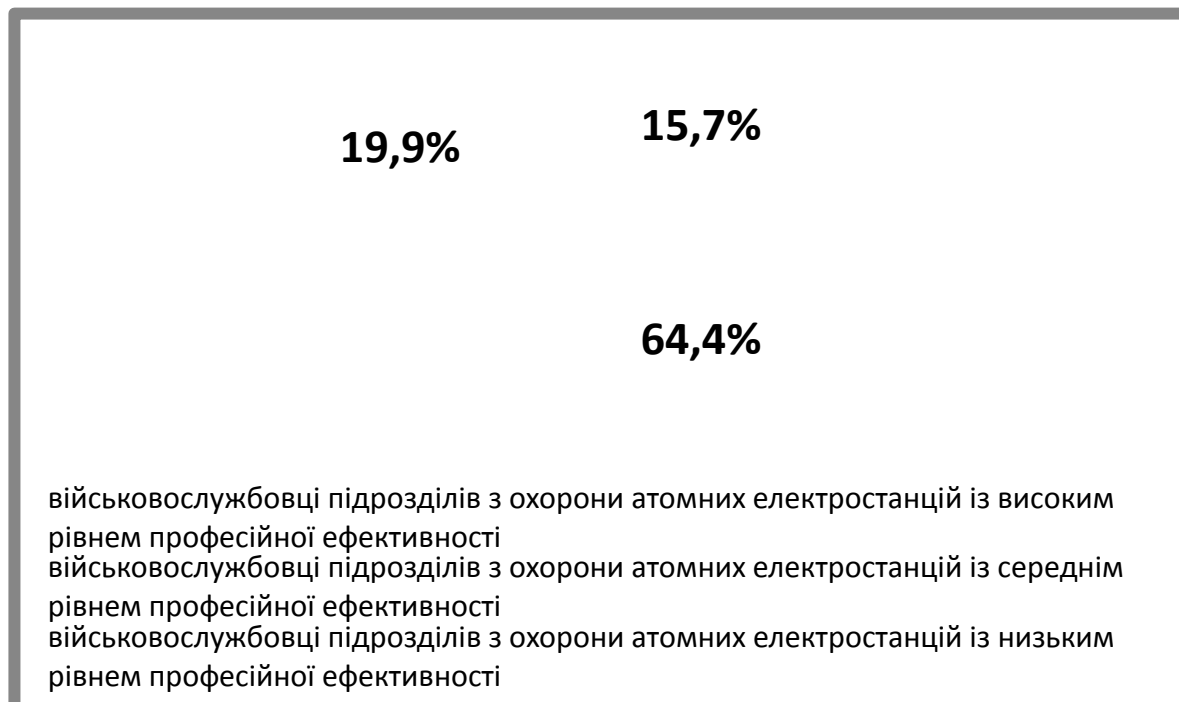 15,7%
19,9%
64,4%
військовослужбовці підрозділів з охорони атомних електростанцій із високим
рівнем професійної ефективності
військовослужбовці підрозділів з охорони атомних електростанцій із середнім
рівнем професійної ефективності
військовослужбовці підрозділів з охорони атомних електростанцій із низьким
рівнем професійної ефективності